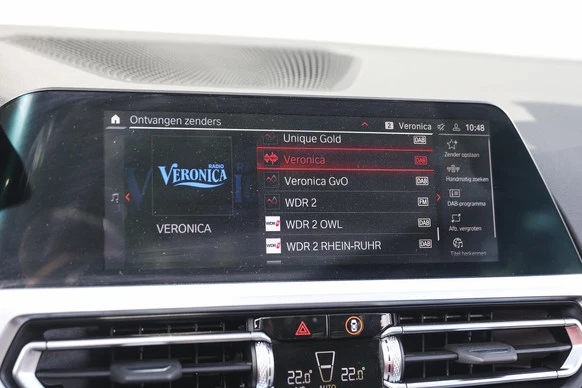 Ontvangen zenders
2 Veronica 10:48
RADIO
VERONICA
VERONICA
Unique Gold DAB
Veronica DAB
Veronica GvO DAB
WDR 2 FM
WDR 2 OWL DAB
WDR 2 RHEIN-RUHR DAB
Zender opslaan
Handmatig zoeken
DAB-programma
Afb. vergroten
Titel herkennen
22.0 AUTO 22.0